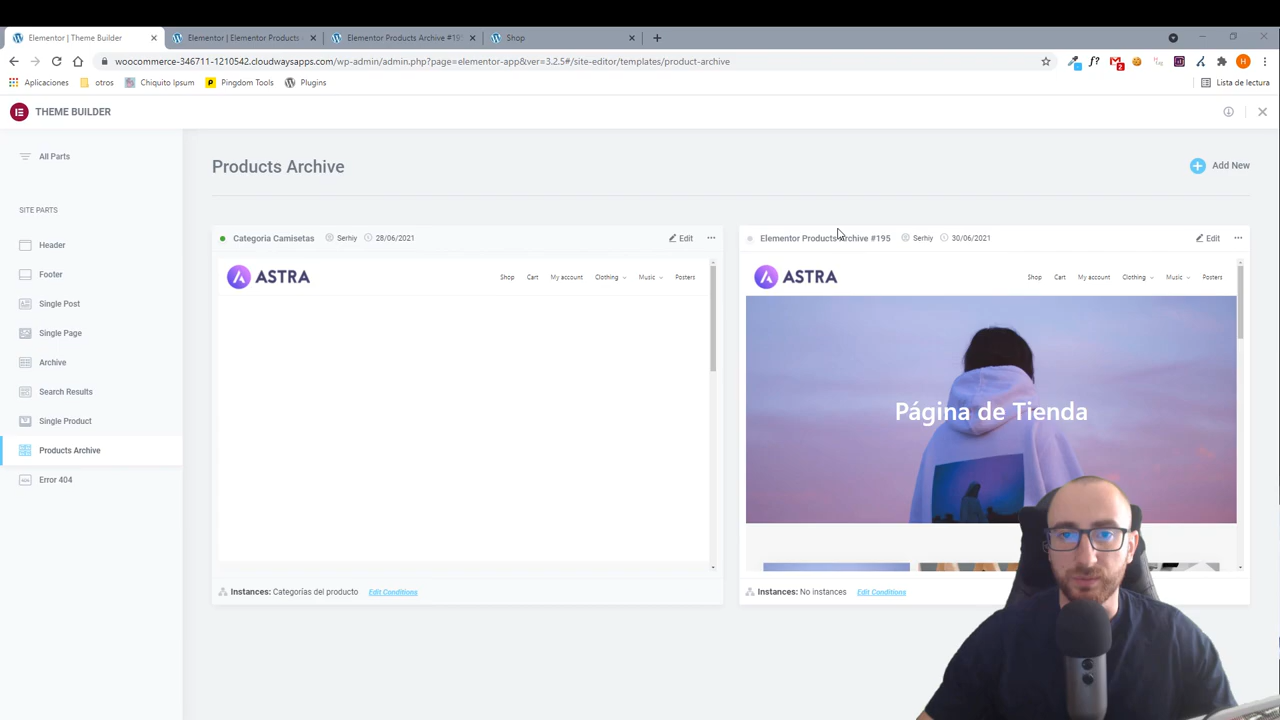 Elementor | Theme Builder
Elementor | Elementor Products
Elementor Products Archive #195
Shop
woocommerce-346711-1210542.cloudwaysapps.com/wp-admin/admin.php?page=elementor-app&ver=3.2.5#/site-editor/templates/product-archive
Aplicaciones
otros
Chiquito Ipsum
Pingdom Tools
Plugins
Lista de lectura
THEME BUILDER
All Parts
SITE PARTS
Header
Footer
Single Post
Single Page
Archive
Search Results
Single Product
Products Archive
Error 404
Products Archive
Add New
Categoria Camisetas Serhiy 28/06/2021 Edit
ASTRA
Shop Cart My account Clothing Music Posters
Instances: Categorías del producto Edit Conditions
Elementor Products Archive #195 Serhiy 30/06/2021 Edit
ASTRA
Shop Cart My account Clothing Music Posters
Página de Tienda
Instances: No instances Edit Conditions